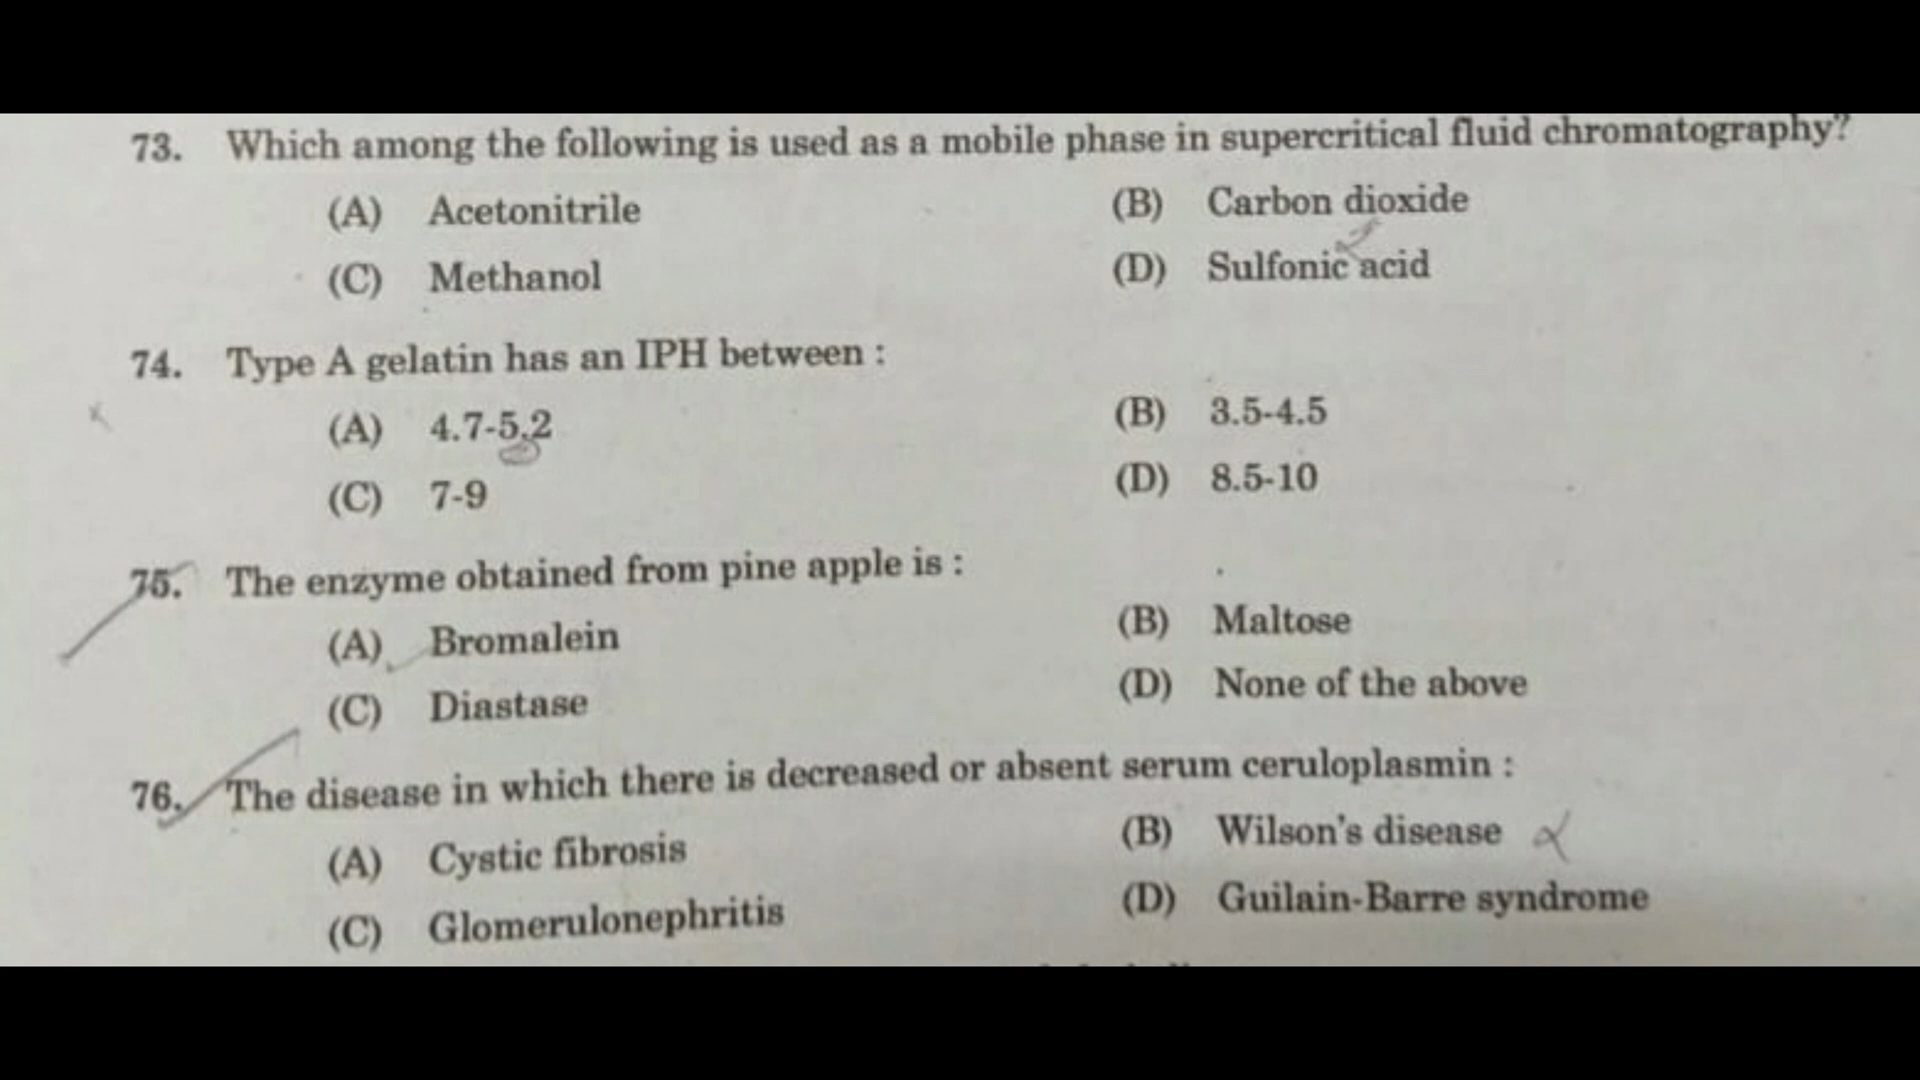 73. Which among the following is used as a mobile phase in supercritical fluid chromatography?
(A) Acetonitrile (B) Carbon dioxide
(C) Methanol (D) Sulfonic acid
74. Type A gelatin has an IPH between :
(A) 4.7-5.2 (B) 3.5-4.5
(C) 7-9 (D) 8.5-10
75. The enzyme obtained from pine apple is :
(A) Bromalein (B) Maltose
(C) Diastase (D) None of the above
76. The disease in which there is decreased or absent serum ceruloplasmin :
(A) Cystic fibrosis (B) Wilson's disease
(C) Glomerulonephritis (D) Guilain-Barre syndrome